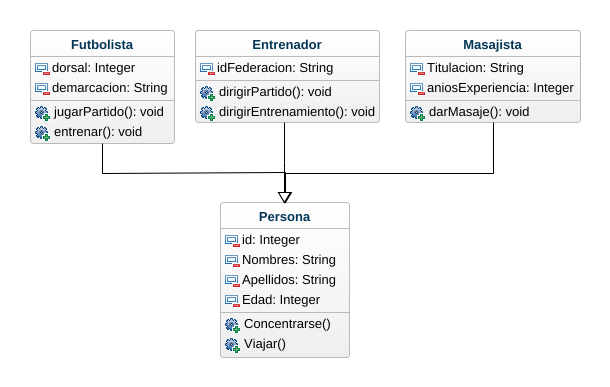 Futbolista
dorsal: Integer
demarcacion: String
jugarPartido(): void
entrenar(): void
Entrenador
idFederacion: String
dirigirPartido(): void
dirigirEntrenamiento(): void
Masajista
Titulacion: String
aniosExperiencia: Integer
darMasaje(): void
Persona
id: Integer
Nombres: String
Apellidos: String
Edad: Integer
Concentrarse()
Viajar()